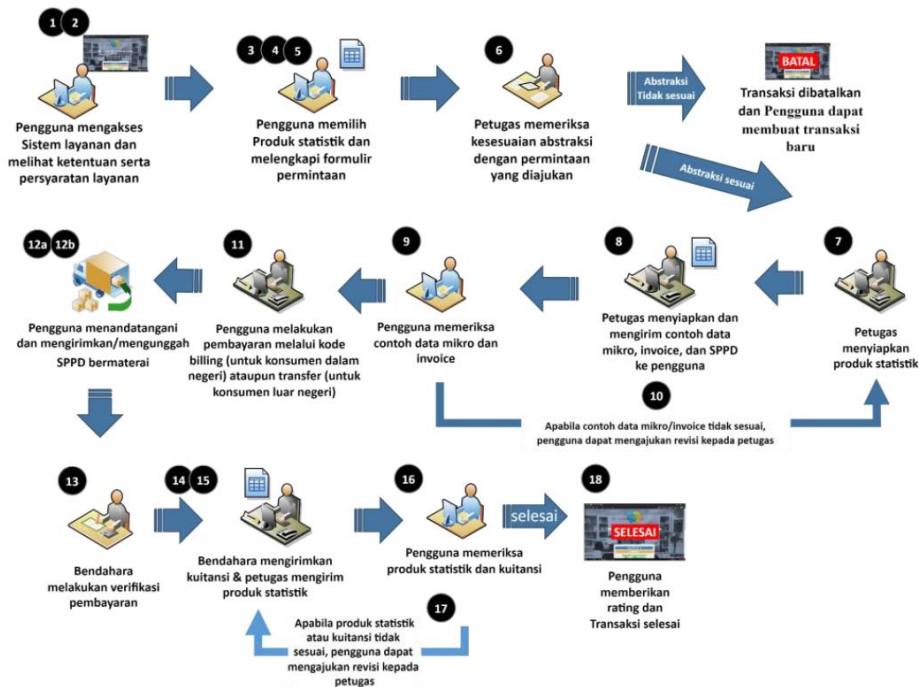 1 2
Pengguna mengakses
Sistem layanan dan
melihat ketentuan serta
persyaratan layanan
3 4 5
Pengguna memilih
Produk statistik dan
melengkapi formulir
permintaan
6
Petugas memeriksa
kesesuaian abstraksi
dengan permintaan
yang diajukan
Abstraksi
Tidak sesuai
BATAL
Transaksi dibatalkan
dan Pengguna dapat
membuat transaksi
baru
Abstraksi sesuai
7
Petugas
menyiapkan
produk statistik
8
Petugas menyiapkan dan
mengirim contoh data
mikro, invoice, dan SPPD
ke pengguna
9
Pengguna memeriksa
contoh data mikro dan
invoice
10
Apabila contoh data mikro/invoice tidak sesuai,
pengguna dapat mengajukan revisi kepada petugas
11
Pengguna melakukan
pembayaran melalui kode
billing (untuk konsumen dalam
negeri) ataupun transfer (untuk
konsumen luar negeri)
12a 12b
Pengguna menandatangani
dan mengirimkan/mengunggah
SPPD bermaterai
13
Bendahara
melakukan verifikasi
pembayaran
14 15
Bendahara mengirimkan
kuitansi & petugas mengirim
produk statistik
16
Pengguna memeriksa
produk statistik dan kuitansi
17
Apabila produk statistik
atau kuitansi tidak
sesuai, pengguna dapat
mengajukan revisi kepada
petugas
selesai
18
SELESAI
Pengguna
memberikan
rating dan
Transaksi selesai